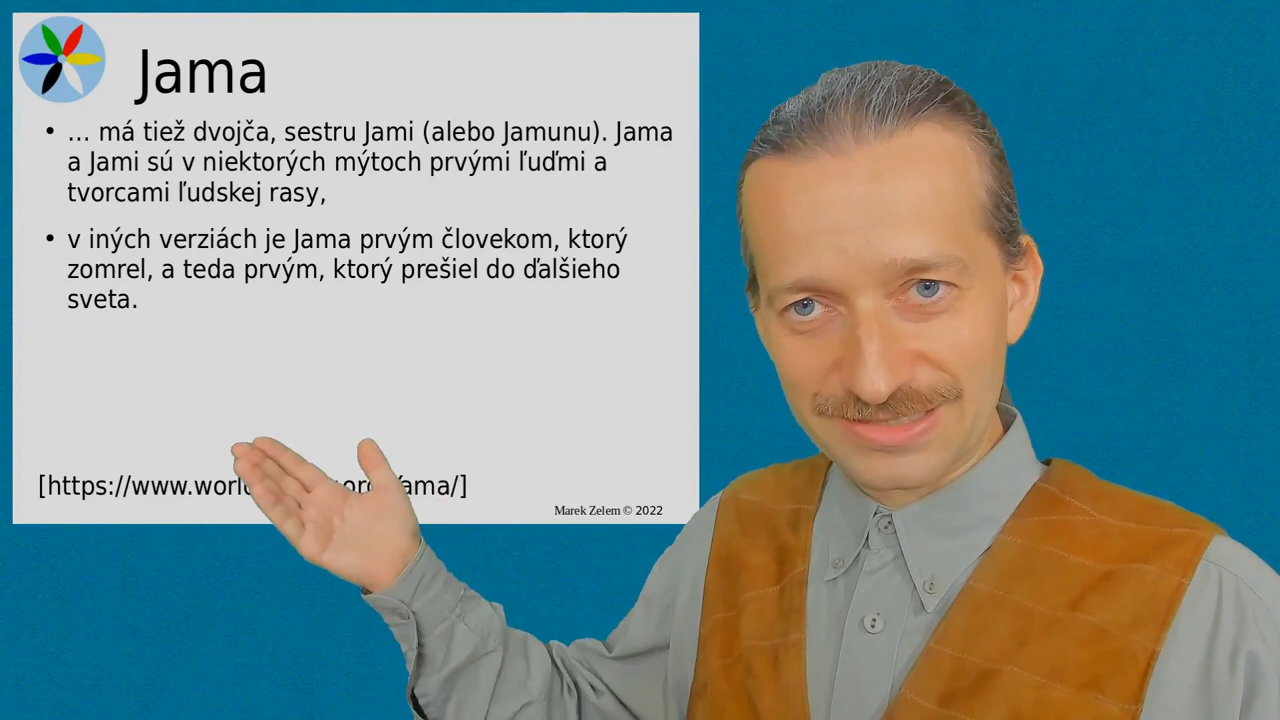 Jama
• ... má tiež dvojča, sestru Jami (alebo Jamunu). Jama
a Jami sú v niektorých mýtoch prvými ľuďmi a
tvorcami ľudskej rasy,
• v iných verziách je Jama prvým človekom, ktorý
zomrel, a teda prvým, ktorý prešiel do ďalšieho
sveta.
[https://www.worl
Marek Zelem © 2022